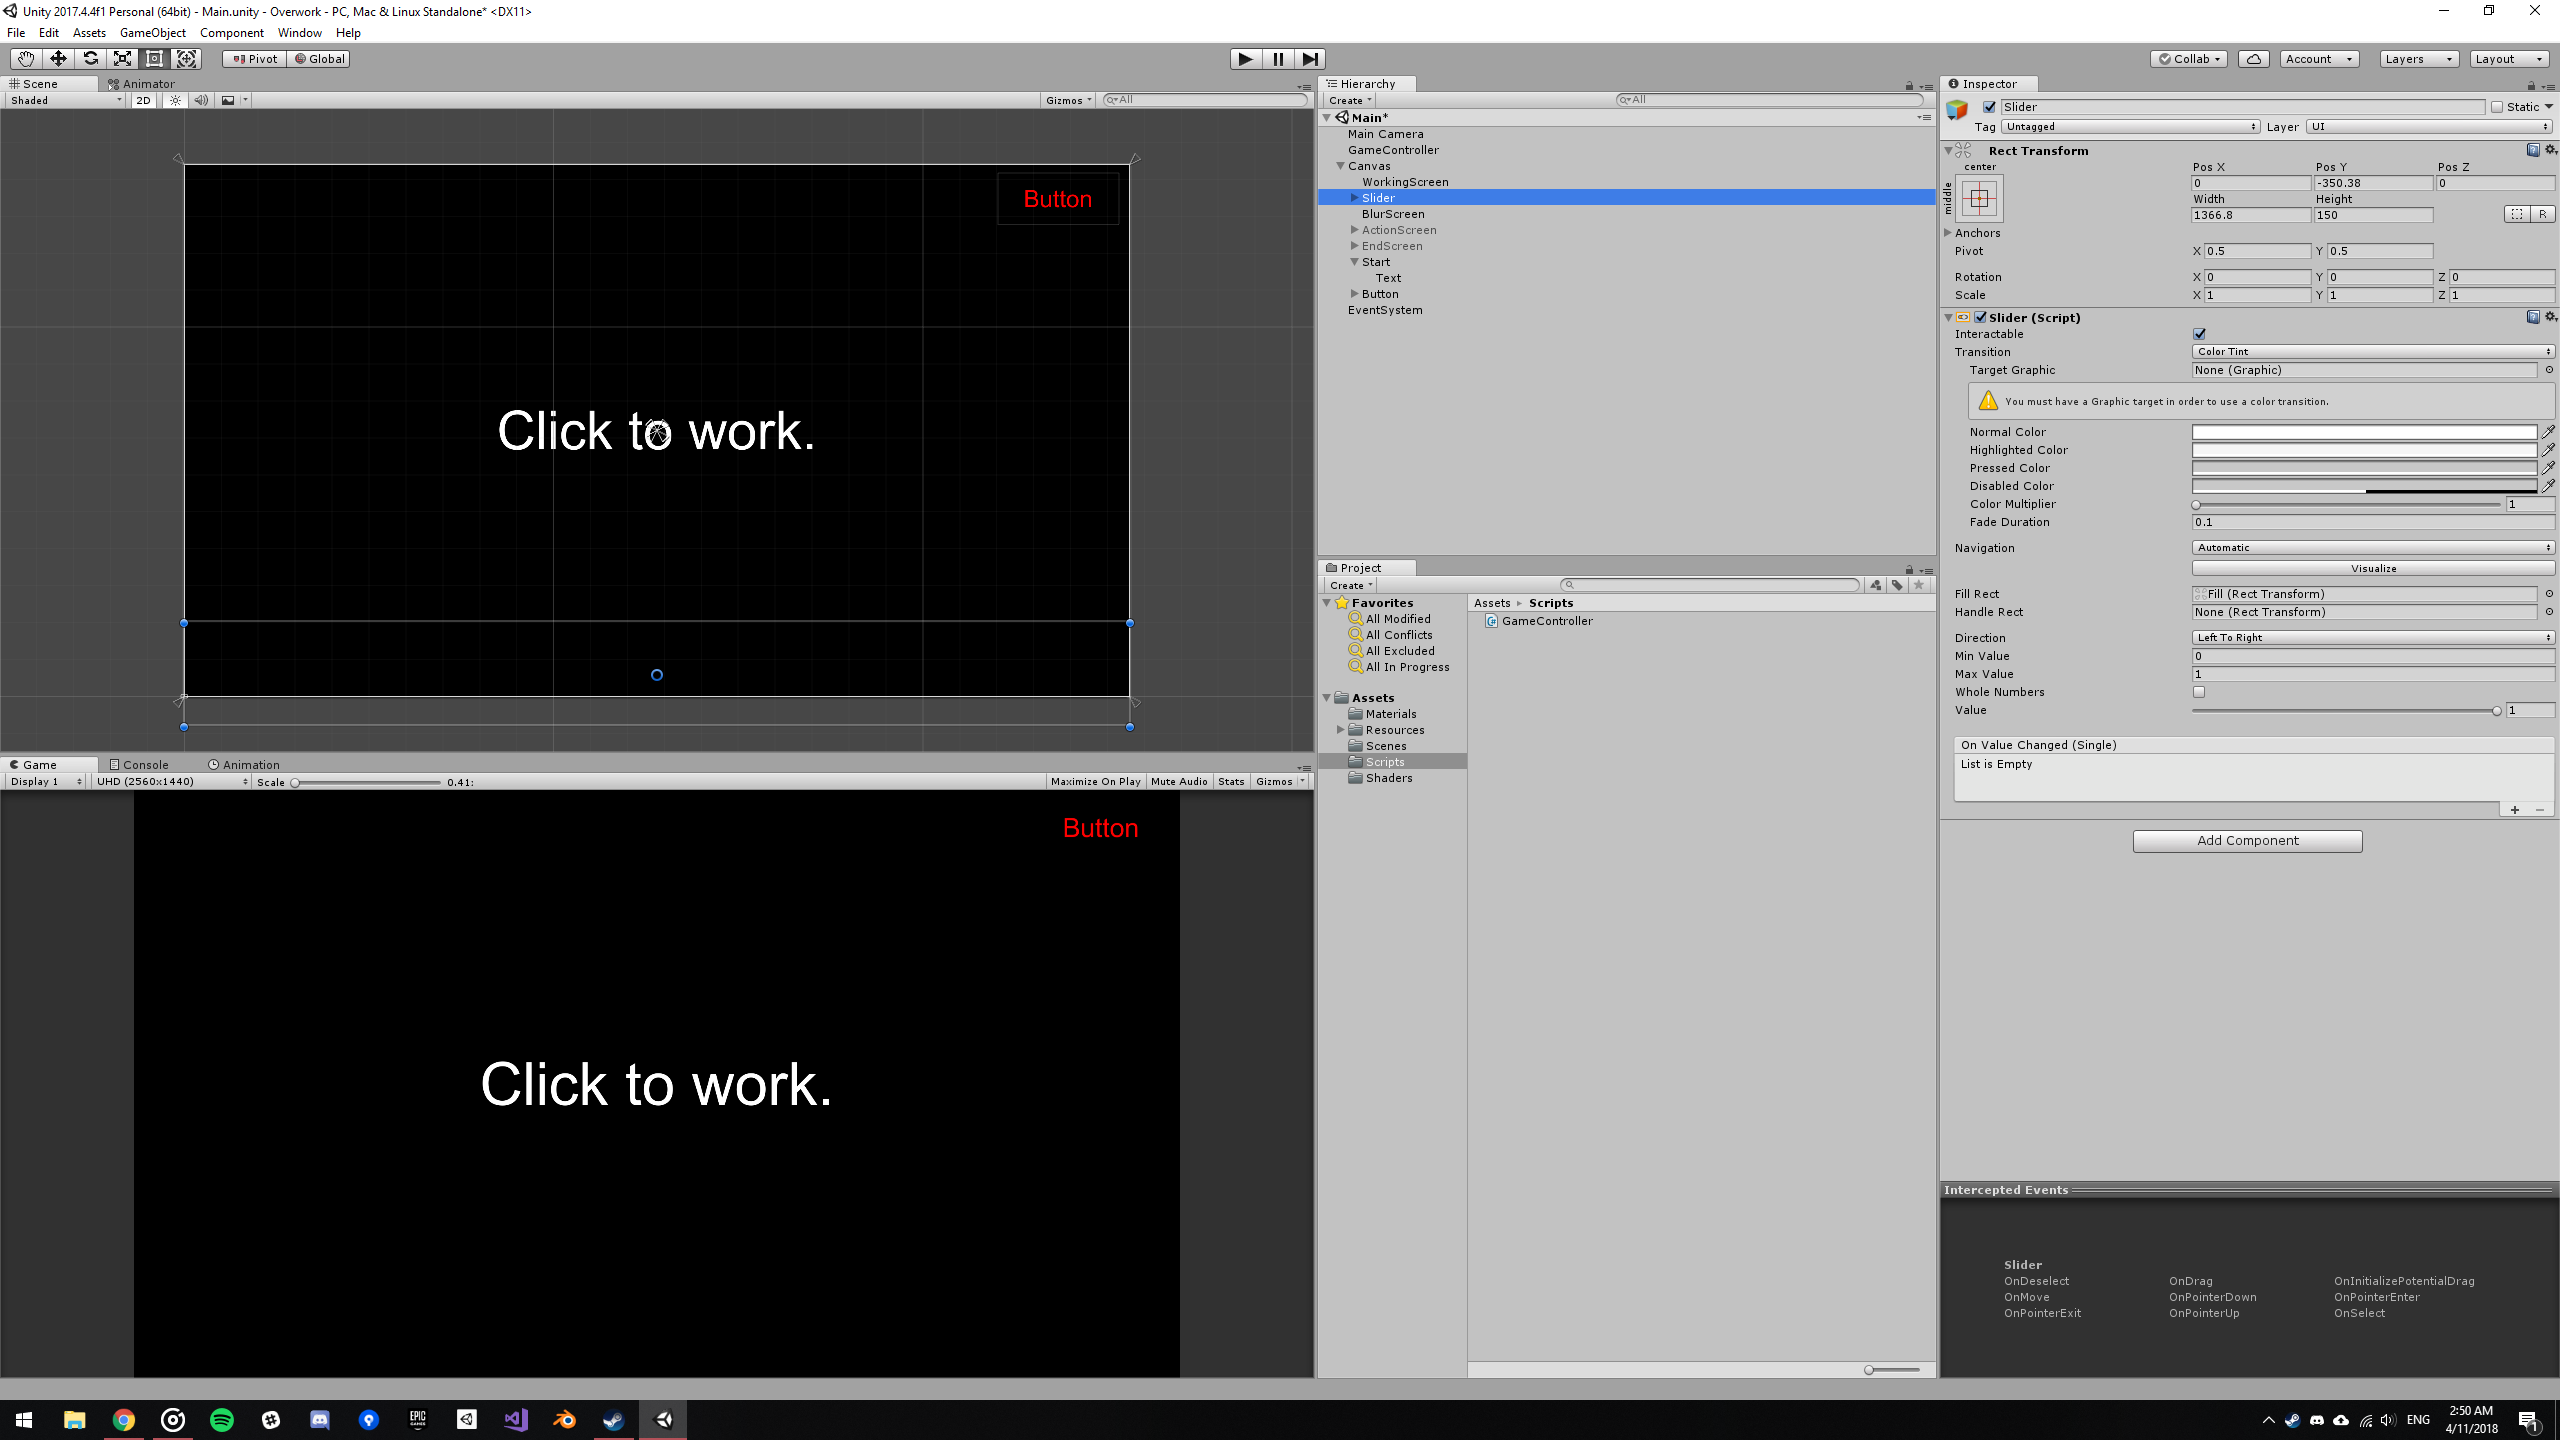 Unity 2017.4.4f1 Personal (64bit) - Main.unity - Overwork - PC, Mac & Linux Standalone* <DX11>
File Edit Assets GameObject Component Window Help
Pivot Global
Collab Account Layers Layout
Scene Animator
Shaded 2D Gizmos All
Button
Click to work.
Game Console Animation
Display 1 UHD (2560x1440) Scale 0.41: Maximize On Play Mute Audio Stats Gizmos
Button
Click to work.
Hierarchy
Create All
Main*
Main Camera
GameController
Canvas
WorkingScreen
Slider
BlurScreen
ActionScreen
EndScreen
Start
Text
Button
EventSystem
Project
Create
Favorites
All Modified
All Conflicts
All Excluded
All In Progress
Assets
Materials
Resources
Scenes
Scripts
Shaders
Assets Scripts
GameController
Inspector
Slider Static
Tag Untagged Layer UI
Rect Transform
center Pos X Pos Y Pos Z
middle
0 -350.38 0
Width Height
1366.8 150 R
Anchors
Pivot X 0.5 Y 0.5
Rotation X 0 Y 0 Z 0
Scale X 1 Y 1 Z 1
Slider (Script)
Interactable
Transition Color Tint
Target Graphic None (Graphic)
You must have a Graphic target in order to use a color transition.
Normal Color
Highlighted Color
Pressed Color
Disabled Color
Color Multiplier 1
Fade Duration 0.1
Navigation Automatic
Visualize
Fill Rect Fill (Rect Transform)
Handle Rect None (Rect Transform)
Direction Left To Right
Min Value 0
Max Value 1
Whole Numbers
Value 1
On Value Changed (Single)
List is Empty
Add Component
Intercepted Events
Slider
OnDeselect OnDrag OnInitializePotentialDrag
OnMove OnPointerDown OnPointerEnter
OnPointerExit OnPointerUp OnSelect
EPIC GAMES
ENG
2:50 AM
4/11/2018
1